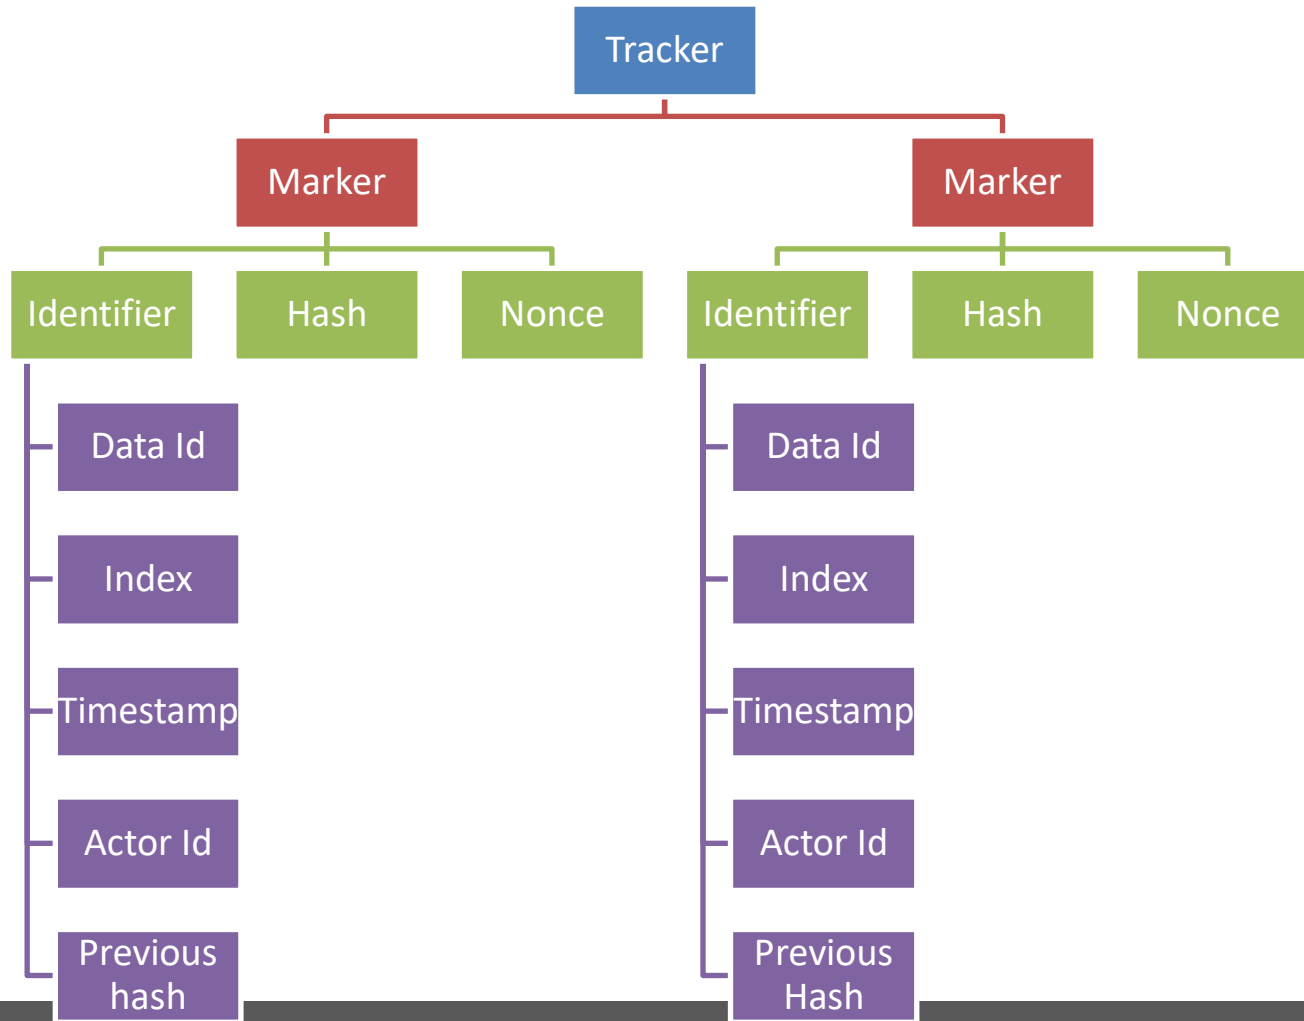 Tracker
Marker
Marker
Identifier
Hash
Nonce
Identifier
Hash
Nonce
Data Id
Index
Timestamp
Actor Id
Previous
hash
Data Id
Index
Timestamp
Actor Id
Previous
Hash